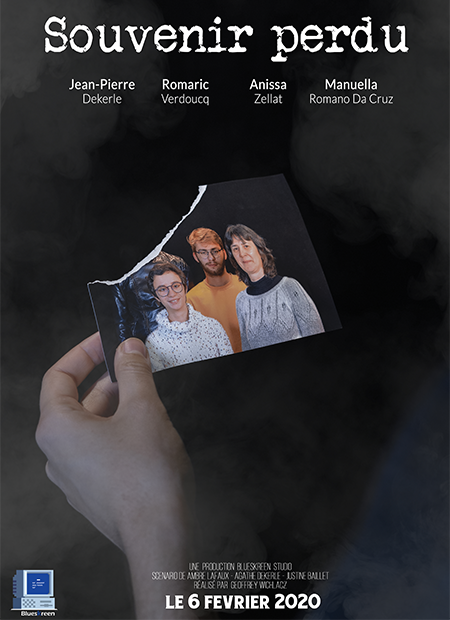 Souvenir perdu
Jean-Pierre Romaric Anissa Manuella
Dekerle Verdoucq Zellat Romano Da Cruz
UNE PRODUCTION BLUESKREEN STUDIO
SCENARIO DE AMBRE LAFAUX - AGATHE DEKERLE - JUSTINE BAILLET
RÉALISÉ PAR GEOFFREY WICHLACZ
LE 6 FEVRIER 2020
Blueskreen